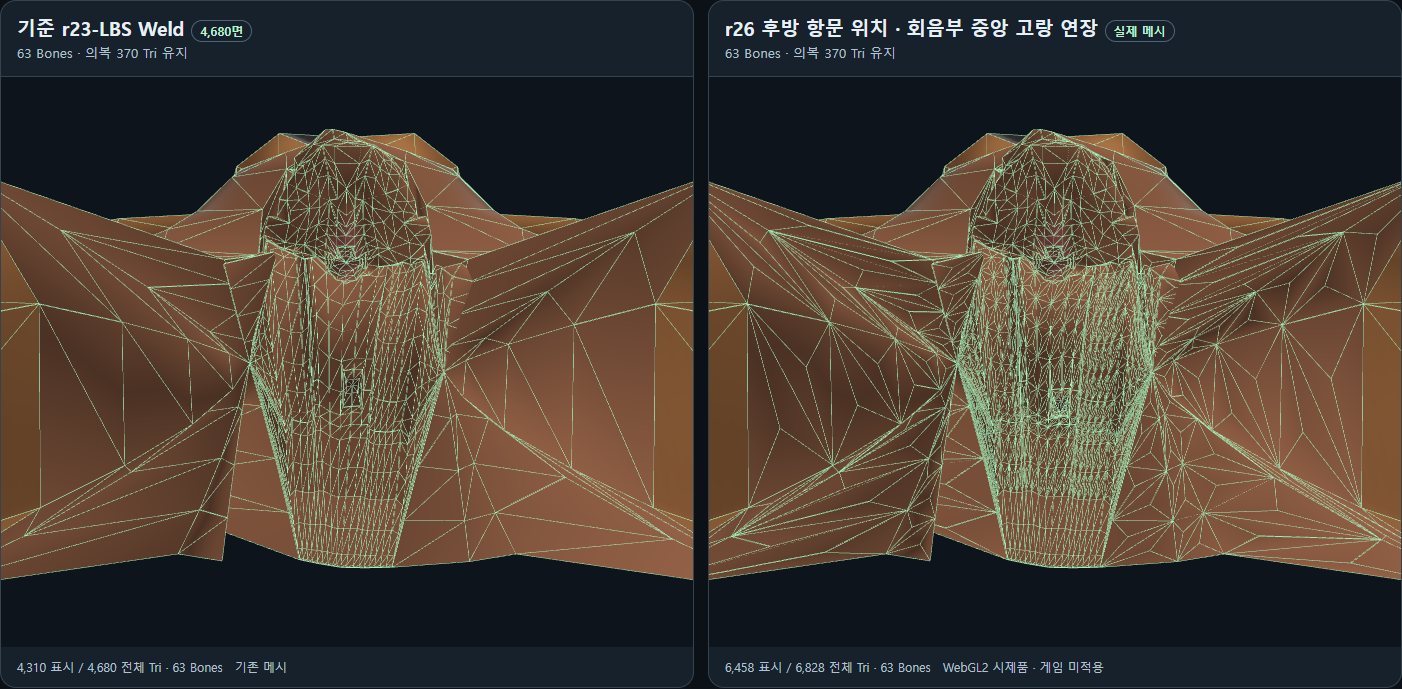 기준 r23-LBS Weld 4,680면
63 Bones · 의복 370 Tri 유지
4,310 표시 / 4,680 전체 Tri · 63 Bones 기존 메시
r26 후방 항문 위치 · 회음부 중앙 고랑 연장 실제 메시
63 Bones · 의복 370 Tri 유지
6,458 표시 / 6,828 전체 Tri · 63 Bones WebGL2 시제품 · 게임 미적용